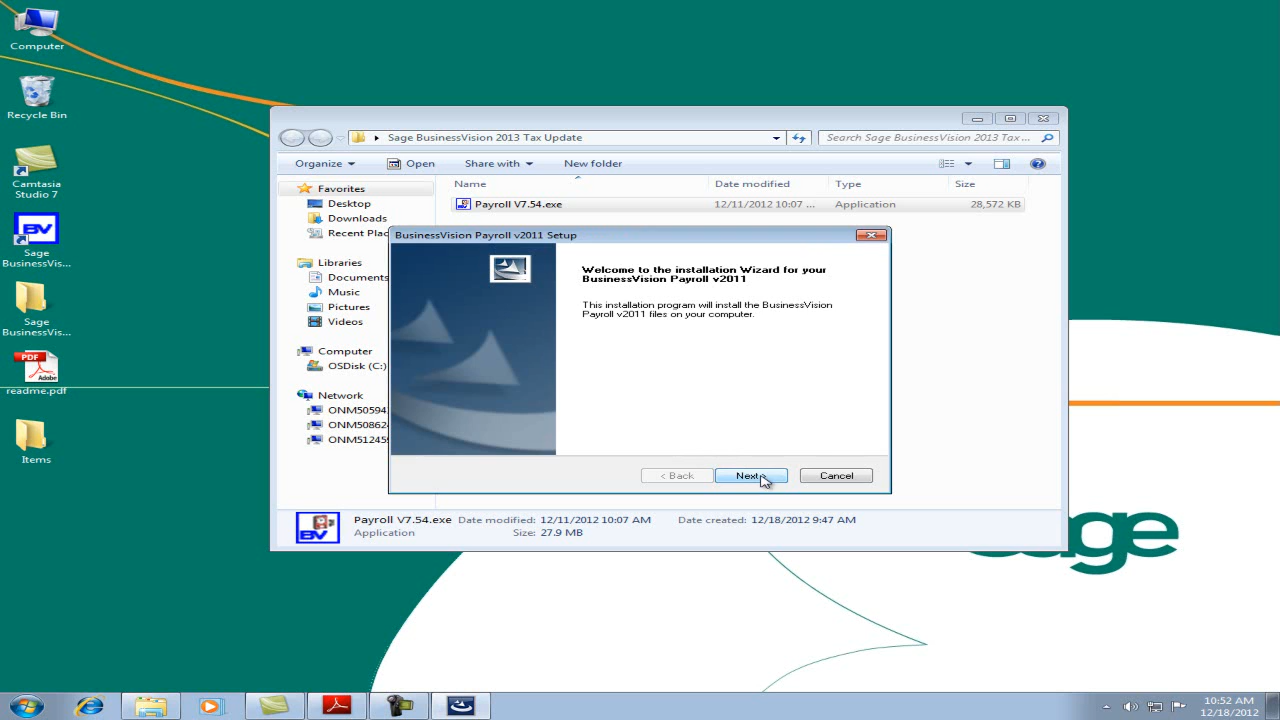 Computer
Recycle Bin
Camtasia
Studio 7
BV
Sage
BusinessVis...
Sage
BusinessVis...
PDF
Adobe
readme.pdf
Items
Sage BusinessVision 2013 Tax Update
Search Sage BusinessVision 2013 Tax ...
Organize
Open
Share with
New folder
Name
Date modified
Type
Size
Favorites
Desktop
Downloads
Recent Plac
Libraries
Documents
Music
Pictures
Videos
Computer
OSDisk (C:)
Network
ONM50594
ONM50862
ONM51245
Payroll V7.54.exe
12/11/2012 10:07 ...
Application
28,572 KB
BusinessVision Payroll v2011 Setup
Welcome to the installation Wizard for your
BusinessVision Payroll v2011
This installation program will install the BusinessVision
Payroll v2011 files on your computer.
< Back
Next
Cancel
BV
Payroll V7.54.exe
Date modified: 12/11/2012 10:07 AM
Date created: 12/18/2012 9:47 AM
Application
Size: 27.9 MB
sage
10:52 AM
12/18/2012